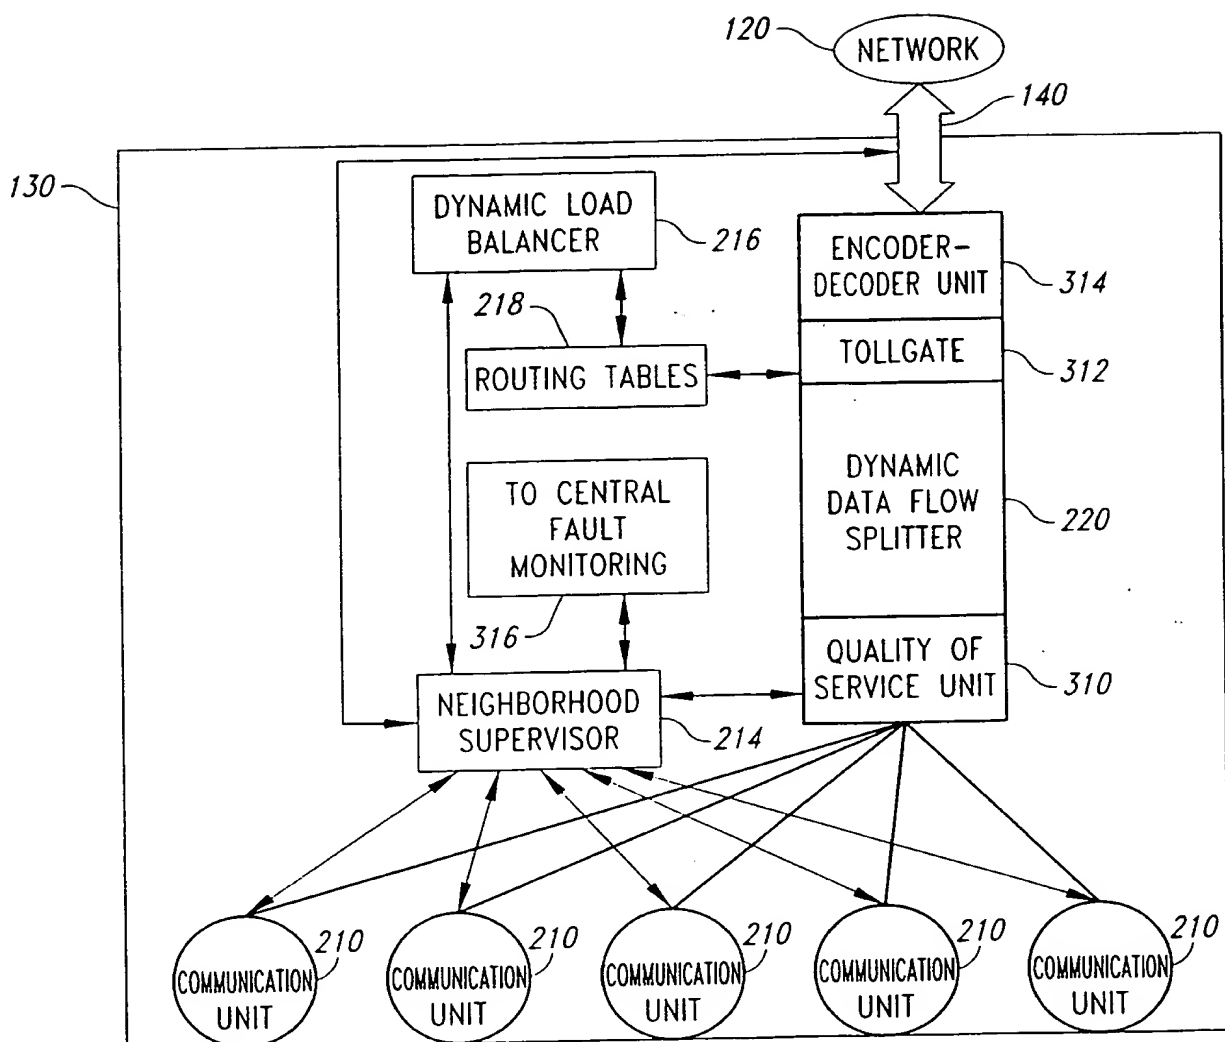 120
NETWORK
140
130
DYNAMIC LOAD
BALANCER
216
ENCODER-
DECODER UNIT
314
218
ROUTING TABLES
TOLLGATE
312
TO CENTRAL
FAULT
MONITORING
316
DYNAMIC
DATA FLOW
SPLITTER
220
QUALITY OF
SERVICE UNIT
310
NEIGHBORHOOD
SUPERVISOR
214
COMMUNICATION
UNIT
210
COMMUNICATION
UNIT
210
COMMUNICATION
UNIT
210
COMMUNICATION
UNIT
210
COMMUNICATION
UNIT
210